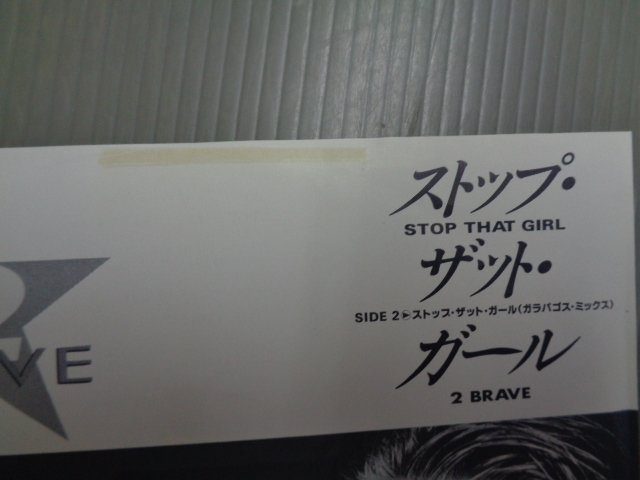 ストップ・
STOP THAT GIRL
ザット・
SIDE 2▶ストップ・ザット・ガール(ガラパゴス・ミックス)
ガール
2 BRAVE
VE